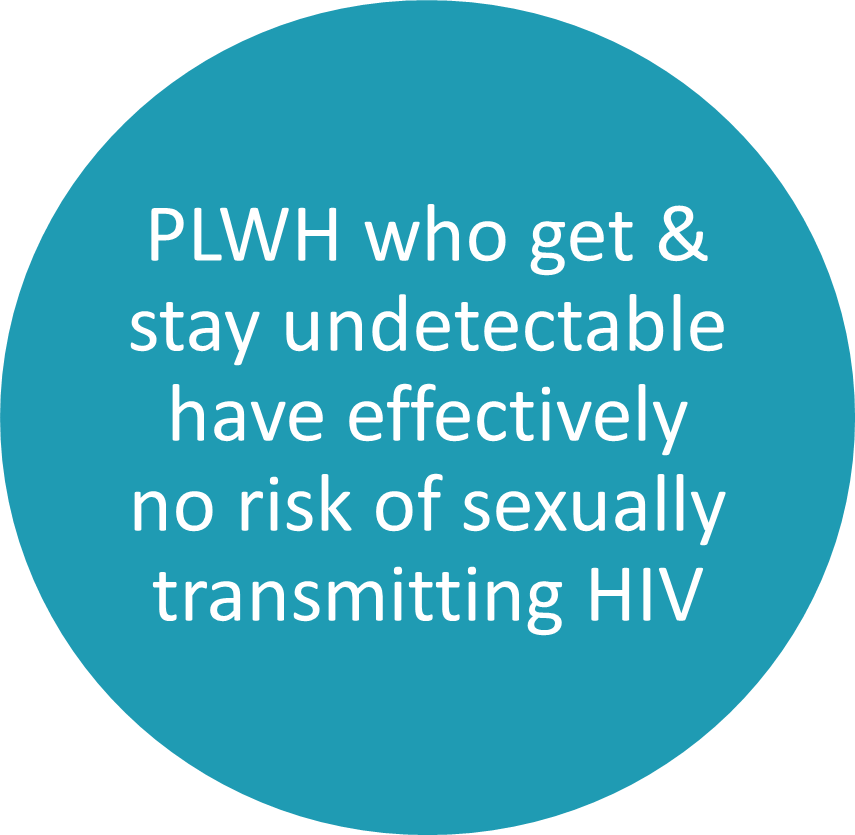 PLWH who get &
stay undetectable
have effectively
no risk of sexually
transmitting HIV